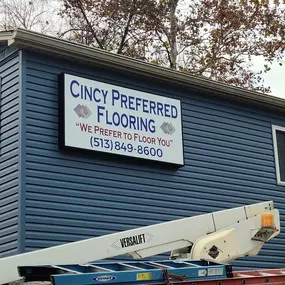 Cincy Preferred
Flooring
"We Prefer to Floor You"
(513)849-8600
VERSALIFT